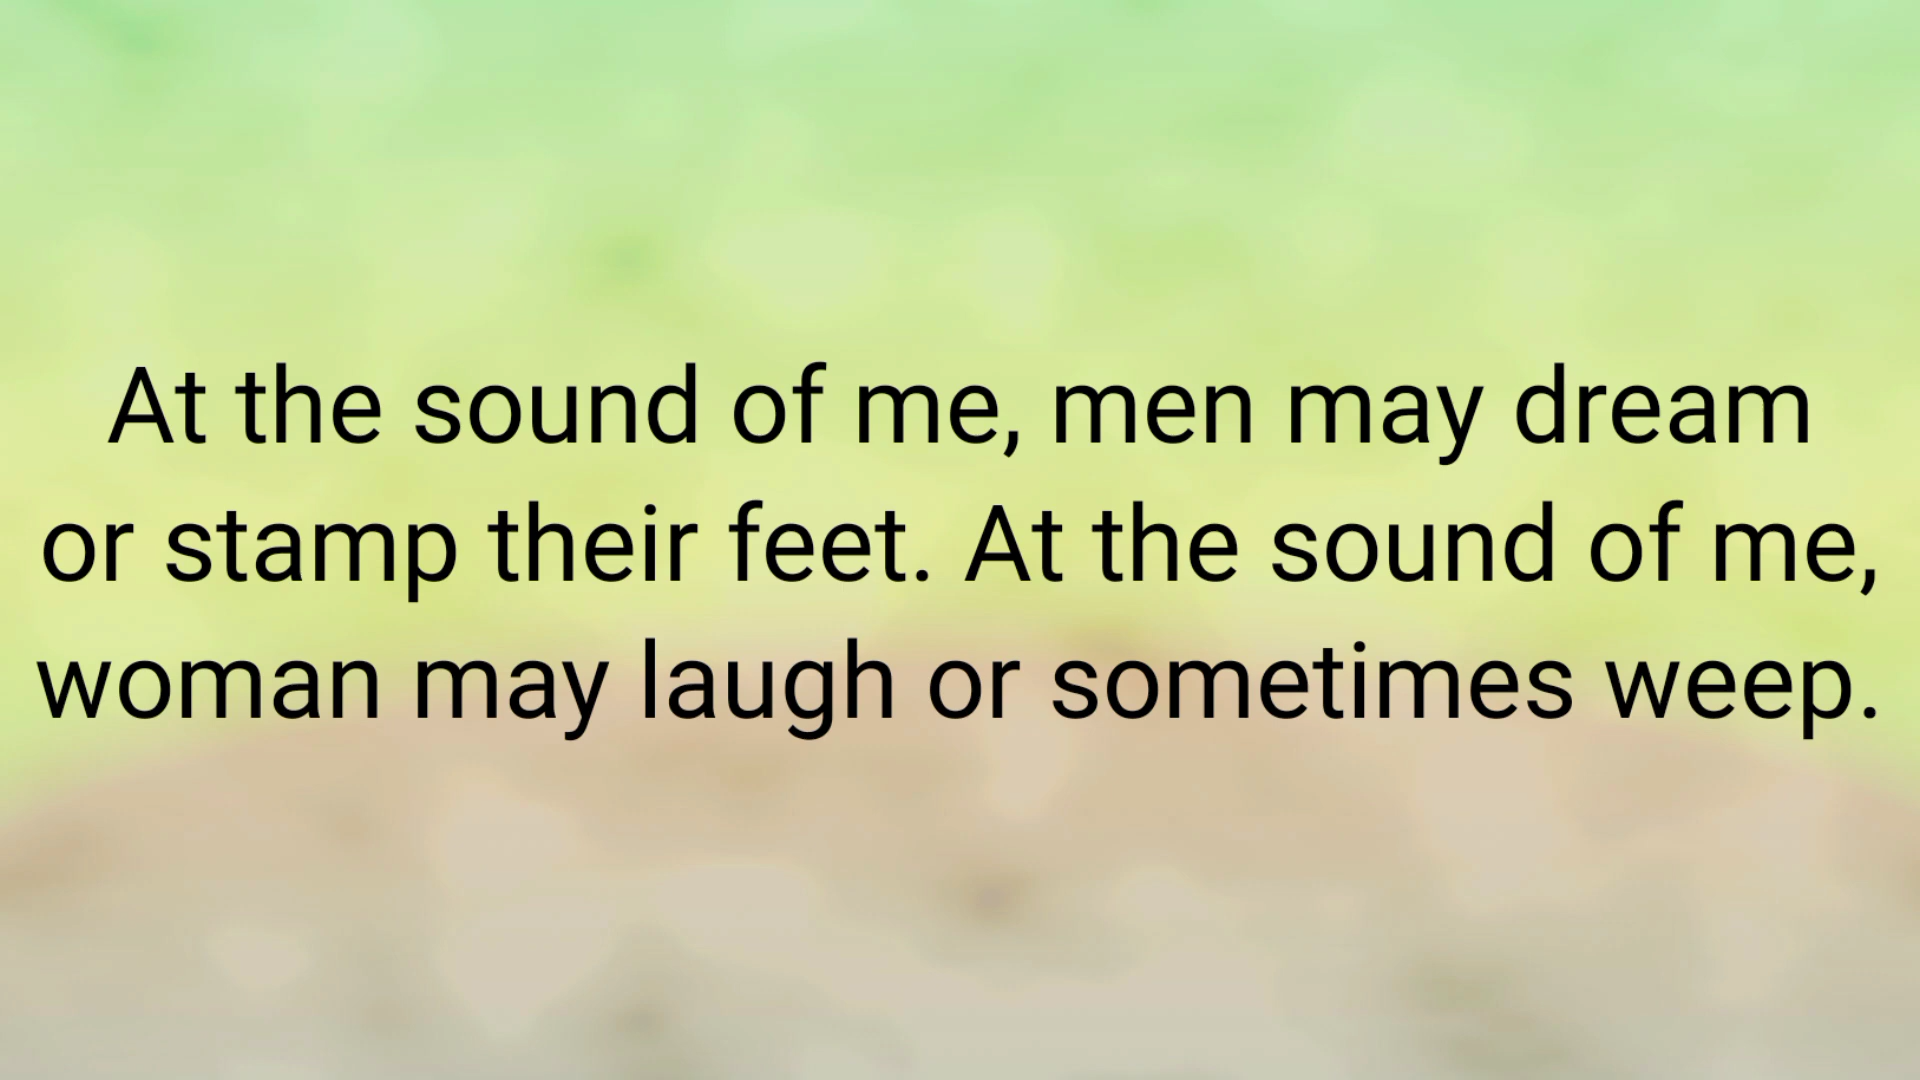 At the sound of me, men may dream
or stamp their feet. At the sound of me,
woman may laugh or sometimes weep.